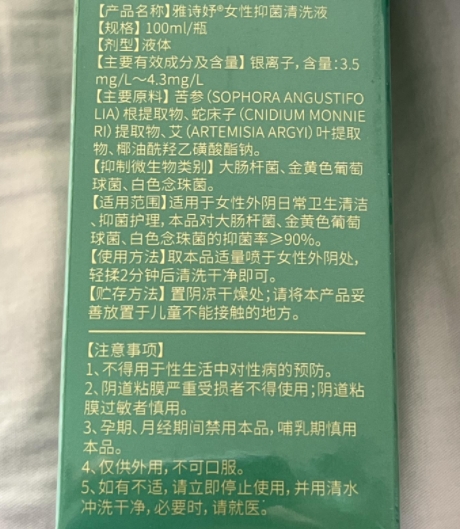 【产品名称】雅诗妤®女性抑菌清洗液
【规格】100ml/瓶
【剂型】液体
【主要有效成分及含量】银离子，含量：3.5
mg/L～4.3mg/L
【主要原料】苦参（SOPHORA ANGUSTIFO
LIA）根提取物、蛇床子（CNIDIUM MONNIE
RI）提取物、艾（ARTEMISIA ARGYI）叶提取
物、椰油酰羟乙磺酸酯钠。
【抑制微生物类别】大肠杆菌、金黄色葡萄
球菌、白色念珠菌。
【适用范围】适用于女性外阴日常卫生清洁
、抑菌护理，本品对大肠杆菌、金黄色葡萄
球菌、白色念珠菌的抑菌率≥90%。
【使用方法】取本品适量喷于女性外阴处，
轻揉2分钟后清洗干净即可。
【贮存方法】置阴凉干燥处；请将本产品妥
善放置于儿童不能接触的地方。
【注意事项】
1、不得用于性生活中对性病的预防。
2、阴道粘膜严重受损者不得使用；阴道粘
膜过敏者慎用。
3、孕期、月经期间禁用本品，哺乳期慎用
本品。
4、仅供外用，不可口服。
5、如有不适，请立即停止使用，并用清水
冲洗干净，必要时，请就医。